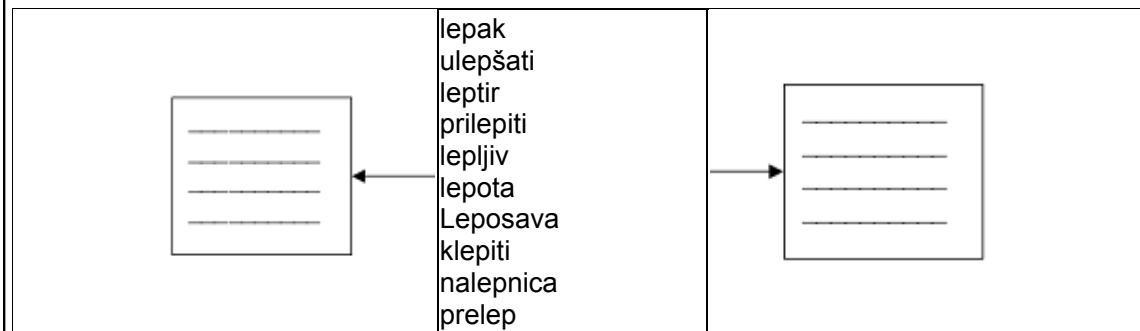 lepak
ulepšati
leptir
prilepiti
lepljiv
lepota
Leposava
klepiti
nalepnica
prelep